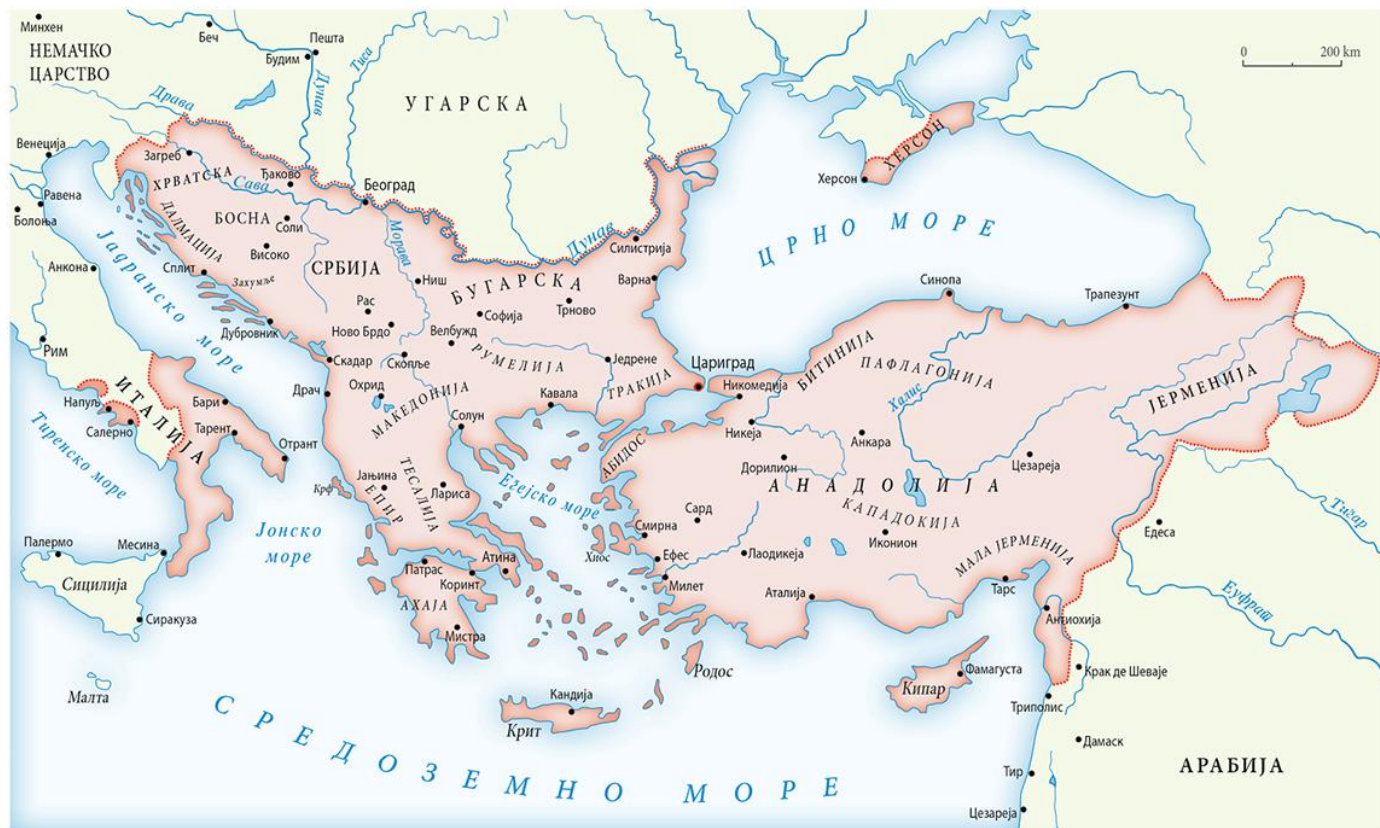 Минхен
Беч
Пешта
Будим
НЕМАЧКО
ЦАРСТВО
Дунав
Тиса
УГАРСКА
0
200 km
Драва
Венеција
Загреб
ХРВАТСКА
Сава
Ђаково
Београд
ХЕРСОН
Херсон
Равена
Болоња
ДАЛМАЦИЈА
БОСНА
Соли
Високо
Морава
Дунав
Силистрија
ЦРНО МОРЕ
Јадранско море
Анкона
Сплит
Захумље
СРБИЈА
Ниш
БУГАРСКА
Варна
Синопа
Трапезунт
Рас
Ново Брдо
Софија
Трново
Велбужд
Дубровник
Рим
Скадар
Скопље
РУМЕЛИЈА
Једрене
Цариград
БИТИНИЈА
ПАФЛАГОНИЈА
ЈЕРМЕНИЈА
ИТАЛИЈА
Напуљ
Салерно
Бари
Тарент
Драч
Охрид
МАКЕДОНИЈА
Солун
Кавала
ТРАКИЈА
Никомедија
Никеја
Халис
Анкара
Тиренско море
Отрант
Крф
Јањина
ЕПИР
ТЕСАЛИЈА
Лариса
Егејско море
АБИДОС
Дорилион
АНАДОЛИЈА
Цезареја
Тигар
Јонско
море
Сард
КАПАДОКИЈА
Смирна
Хиос
Иконион
Едеса
Палермо
Месина
Сицилија
Сиракуза
Патрас
Коринт
Атина
АХАЈА
Мистра
Ефес
Милет
Лаодикеја
Аталија
МАЛА ЈЕРМЕНИЈА
Тарс
Антиохија
Еуфрат
Малта
Родос
Кандија
Крит
Кипар
Фамагуста
Крак де Шеваје
Триполис
СРЕДОЗЕМНО МОРЕ
Дамаск
Тир
АРАБИЈА
Цезареја